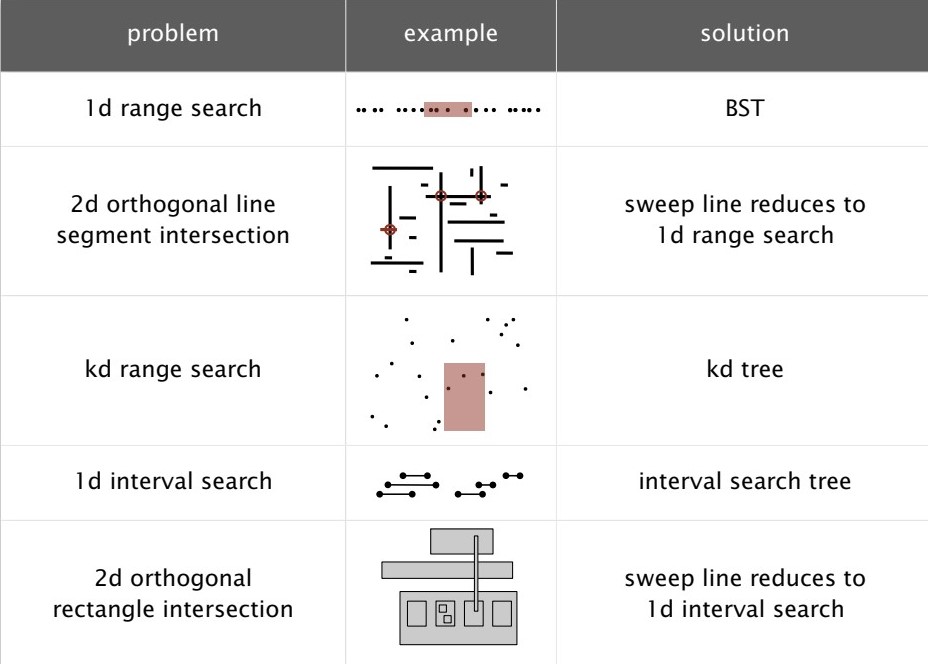 problem example solution
1d range search BST
2d orthogonal line
segment intersection
sweep line reduces to
1d range search
kd range search kd tree
1d interval search interval search tree
2d orthogonal
rectangle intersection
sweep line reduces to
1d interval search